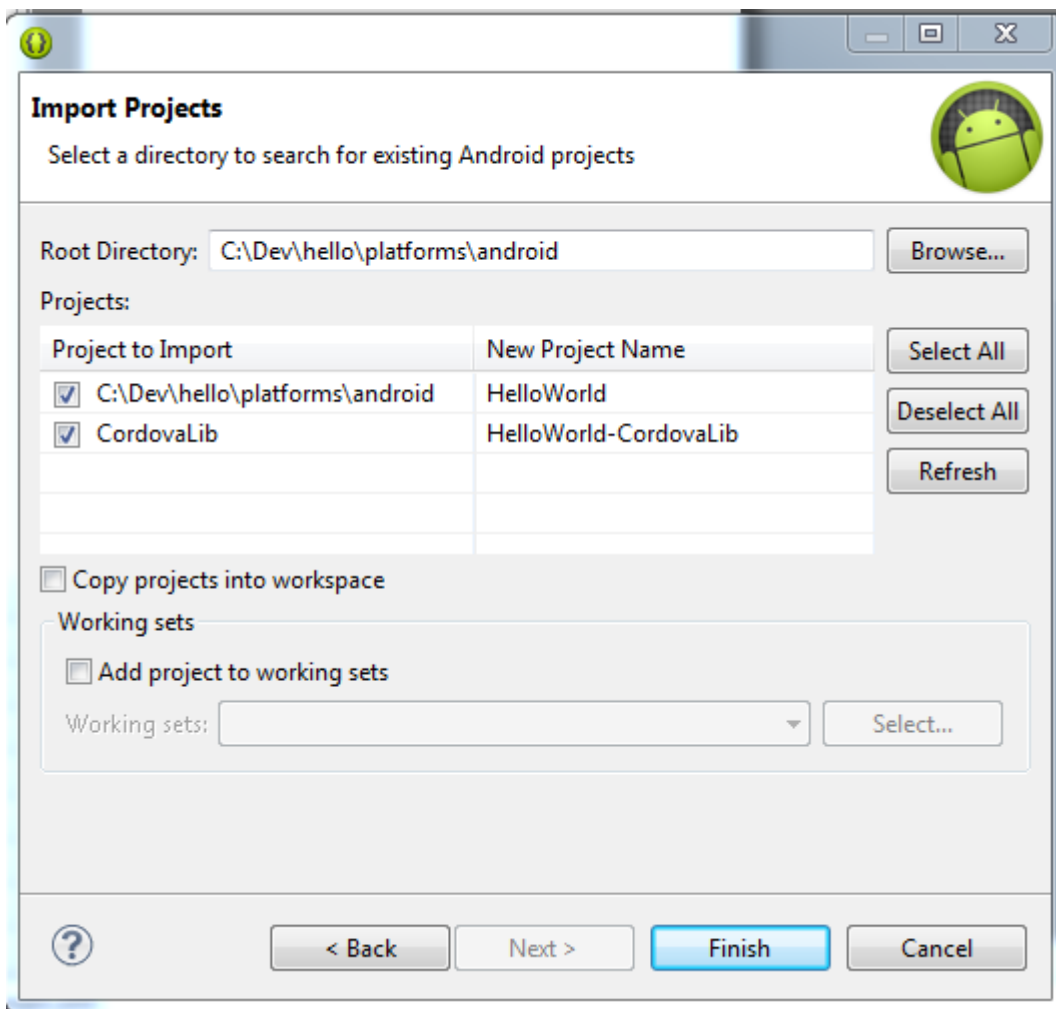 Import Projects
Select a directory to search for existing Android projects
Root Directory: C:\Dev\hello\platforms\android Browse...
Projects:
Project to Import New Project Name Select All
C:\Dev\hello\platforms\android HelloWorld
Deselect All
CordovaLib HelloWorld-CordovaLib
Refresh
Copy projects into workspace
Working sets
Add project to working sets
Working sets: Select...
? < Back Next > Finish Cancel